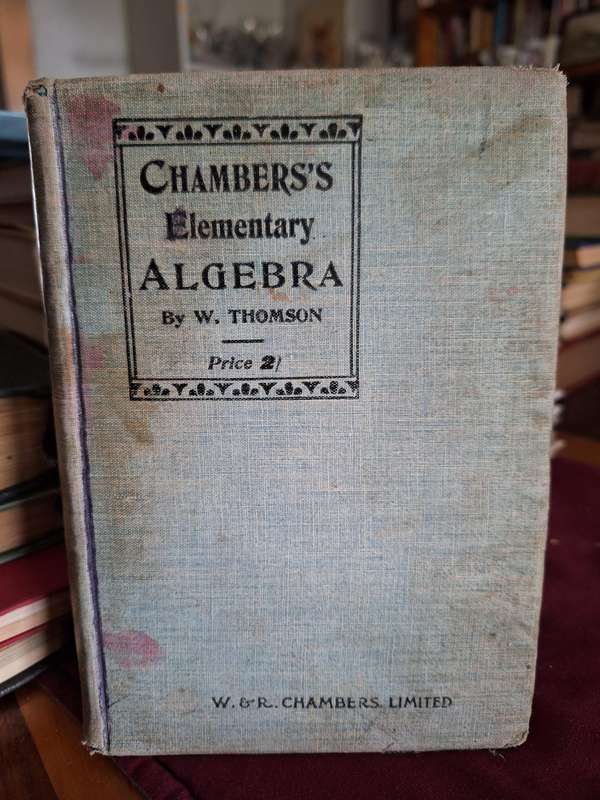 CHAMBERS'S
Elementary
ALGEBRA
By W. THOMSON
Price 2/
W. & R. CHAMBERS, LIMITED